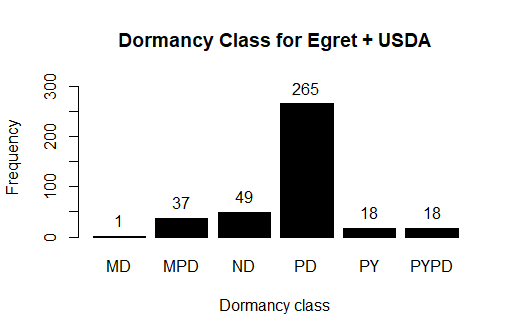 Dormancy Class for Egret + USDA
Frequency
300
200
100
0
1
37
49
265
18
18
MD
MPD
ND
PD
PY
PYPD
Dormancy class